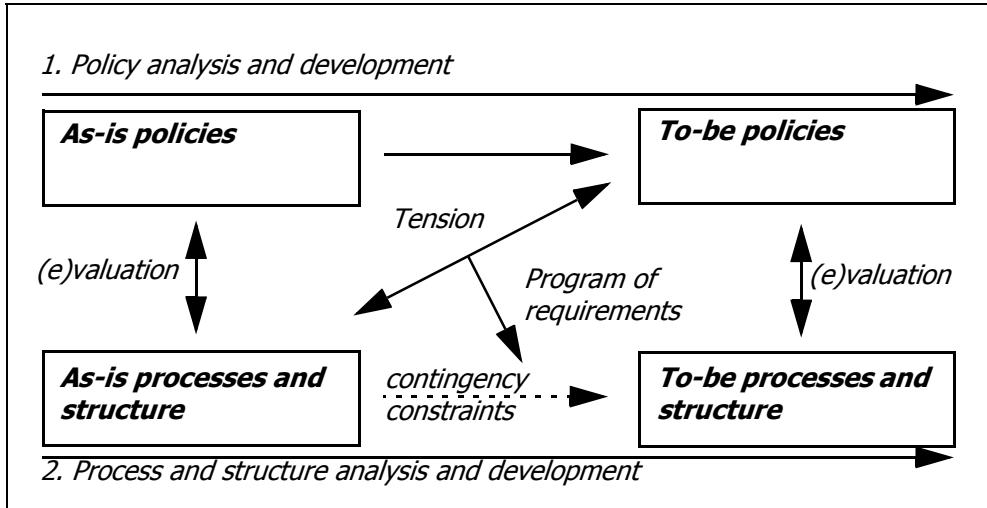 1. Policy analysis and development
As-is policies
To-be policies
Tension
(e)valuation
Program of
requirements
(e)valuation
As-is processes and
structure
contingency
constraints
To-be processes and
structure
2. Process and structure analysis and development